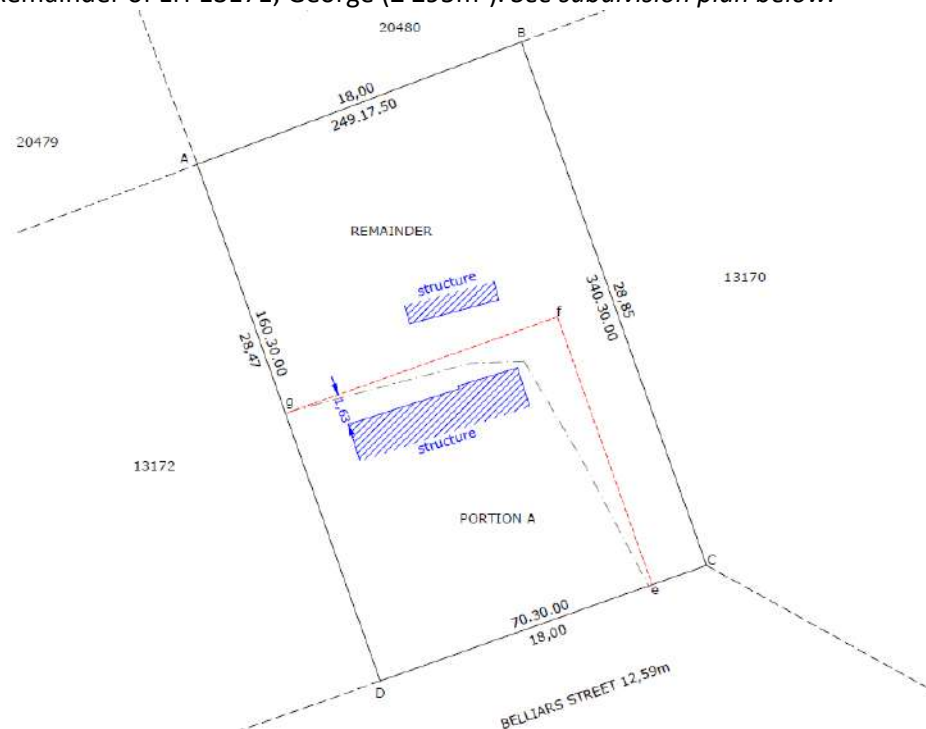 Remainder of Erf 13171, George (± 295m²). See subdivision plan below.
20480
B
18,00
249.17.50
20479
A
REMAINDER
structure
13170
28,85
340.30.00
f
160.30.00
28,47
g
1,63
structure
13172
PORTION A
C
e
70.30.00
18,00
D
BELLIARS STREET 12,59m